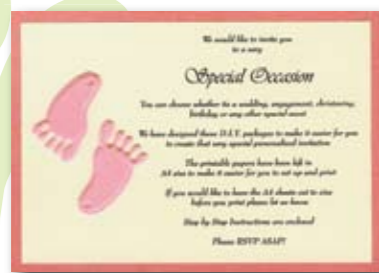 We would like to invite you
to a very
Special Occasion
You can choose whether its a wedding, engagement, christening,
birthday or any other special event
We have designed these D.I.Y. packages to make it easier for you
to create that very special personalised invitation
The printable papers have been left in
A4 size to make it easier for you to set up and print
If you would like to have the A4 sheets cut to size
before you print please let us know
Step by Step Instructions are enclosed
Please RSVP ASAP!